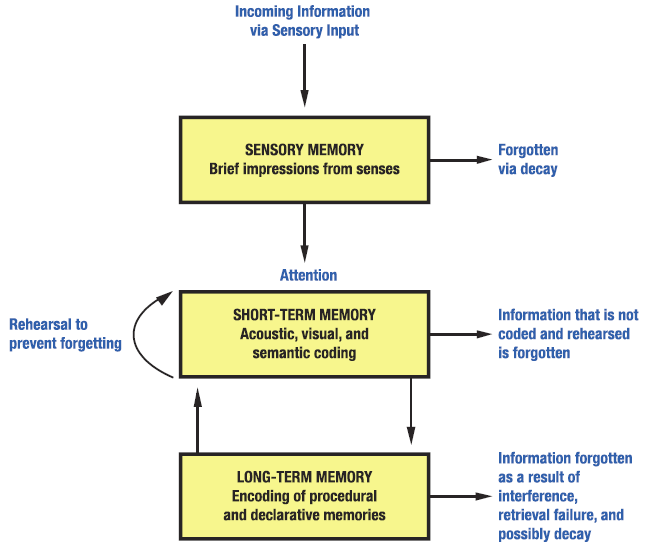 Incoming Information
via Sensory Input
SENSORY MEMORY
Brief impressions from senses
Forgotten
via decay
Attention
Rehearsal to
prevent forgetting
SHORT-TERM MEMORY
Acoustic, visual, and
semantic coding
Information that is not
coded and rehearsed
is forgotten
LONG-TERM MEMORY
Encoding of procedural
and declarative memories
Information forgotten
as a result of
interference,
retrieval failure, and
possibly decay